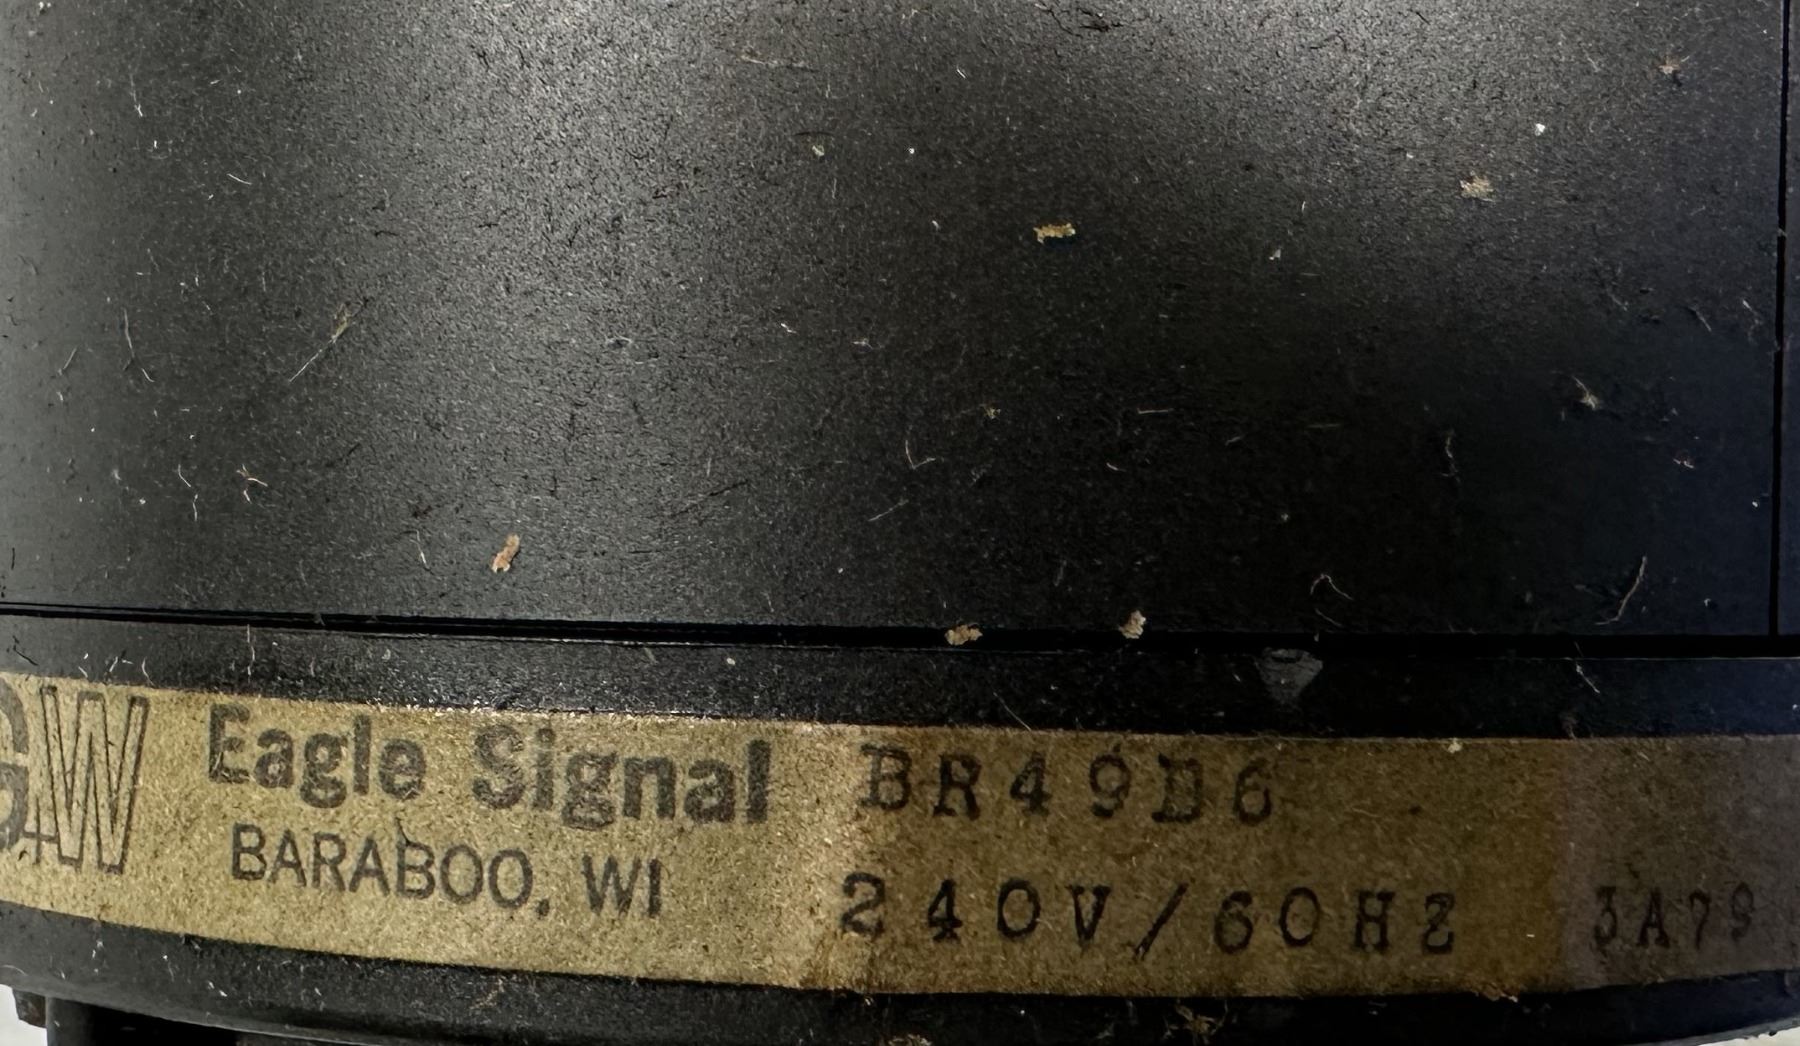 G+W Eagle Signal BR49D6
BARABOO, WI 240V/60HZ 3A79